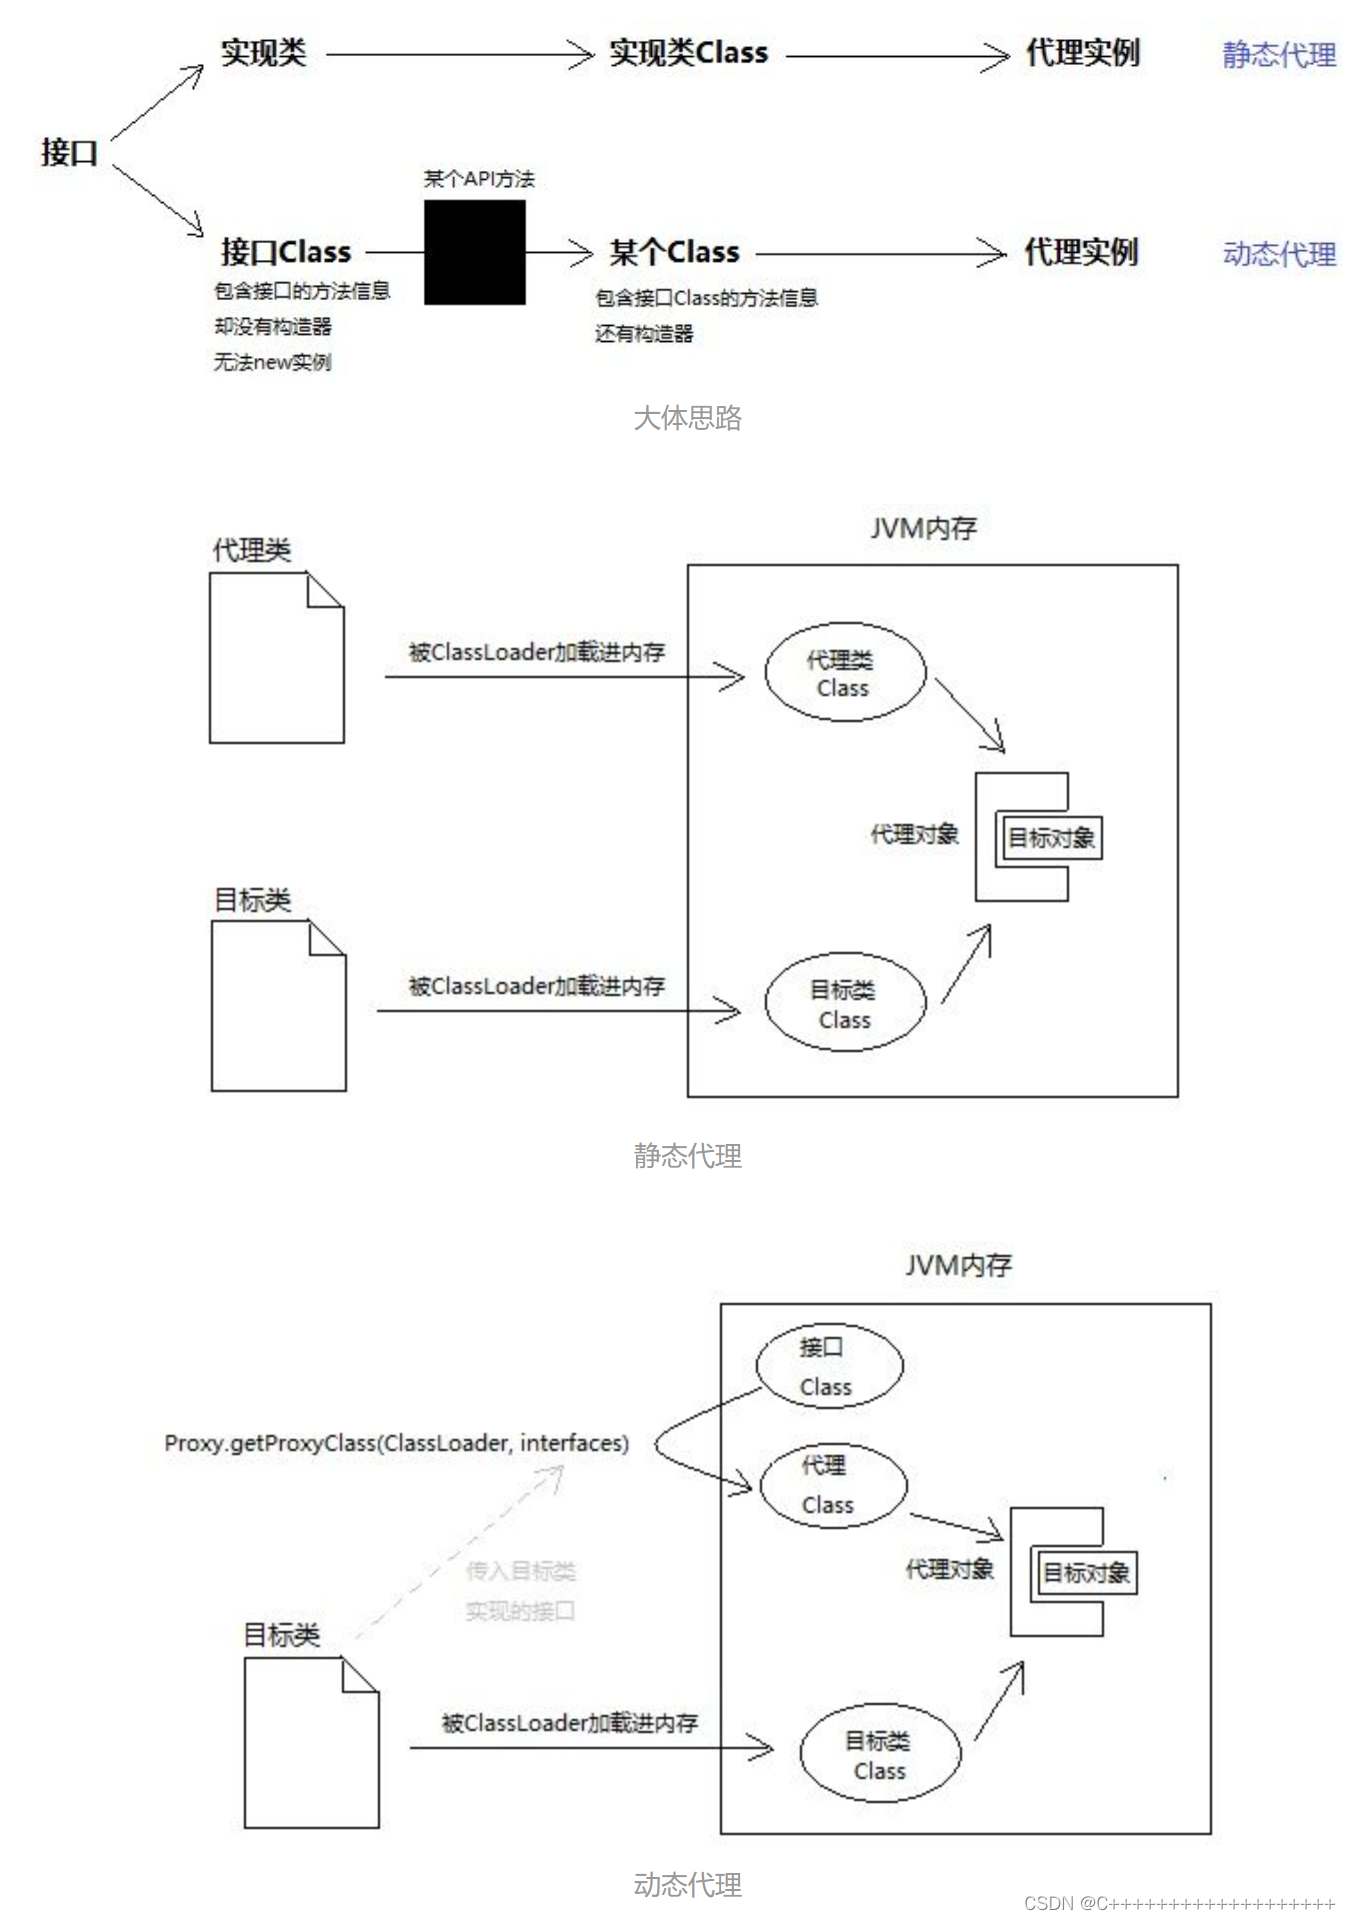 实现类
实现类Class
代理实例
静态代理
接口
某个API方法
接口Class
某个Class
代理实例
动态代理
包含接口的方法信息
却没有构造器
无法new实例
包含接口Class的方法信息
还有构造器
大体思路
JVM内存
代理类
被ClassLoader加载进内存
代理类
Class
代理对象
目标对象
目标类
被ClassLoader加载进内存
目标类
Class
静态代理
JVM内存
接口
Class
Proxy.getProxyClass(ClassLoader, interfaces)
代理
Class
传入目标类
实现的接口
代理对象
目标对象
目标类
被ClassLoader加载进内存
目标类
Class
动态代理
CSDN @C+++++++++++++++++++